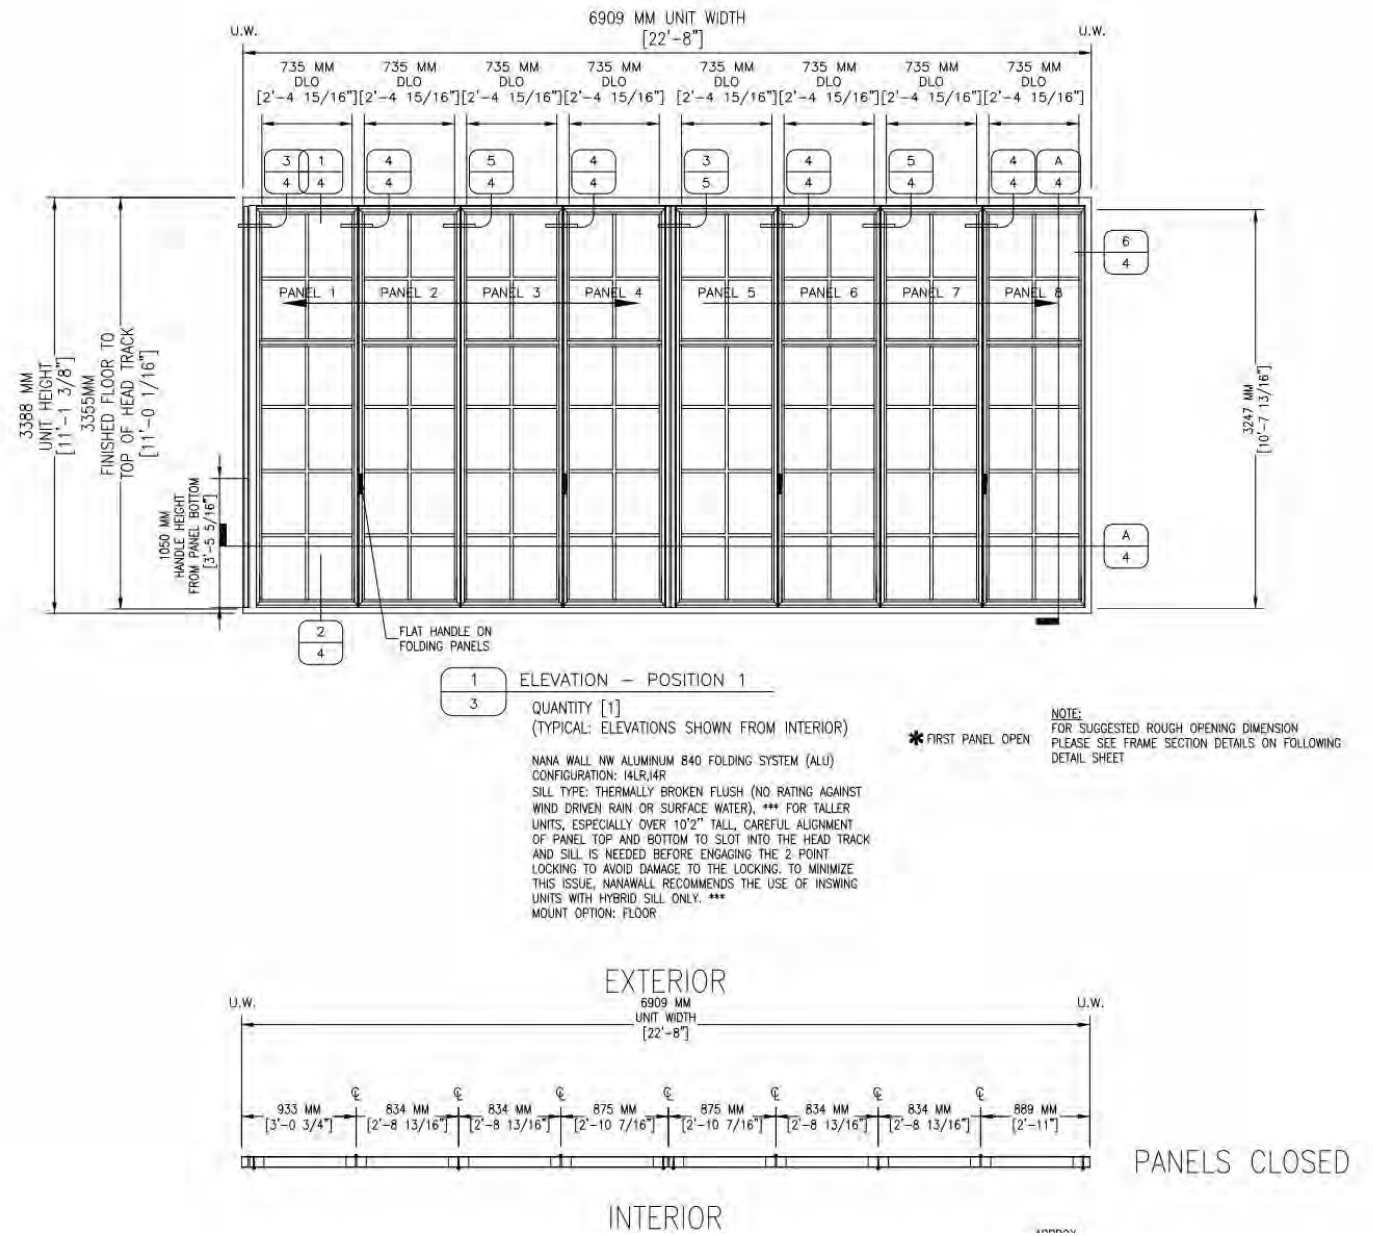 6909 MM UNIT WIDTH
[22'-8"]
U.W.
U.W.
735 MM 735 MM 735 MM 735 MM 735 MM 735 MM 735 MM 735 MM
DLO DLO DLO DLO DLO DLO DLO DLO
[2'-4 15/16"] [2'-4 15/16"] [2'-4 15/16"] [2'-4 15/16"] [2'-4 15/16"] [2'-4 15/16"] [2'-4 15/16"] [2'-4 15/16"]
3 1 4 5 4 3 4 5 4 A
4 4 4 4 4 5 4 4 4 4
6
4
PANEL 1 PANEL 2 PANEL 3 PANEL 4 PANEL 5 PANEL 6 PANEL 7 PANEL 8
3388 MM
UNIT HEIGHT
[11'-1 3/8"]
3355MM
FINISHED FLOOR TO
TOP OF HEAD TRACK
[11'-0 1/16"]
1050 MM
HANDLE HEIGHT
FROM PANEL BOTTOM
[3'-5 5/16"]
3247 MM
[10'-7 13/16"]
A
4
2
4
FLAT HANDLE ON
FOLDING PANELS
1
3
ELEVATION – POSITION 1
QUANTITY [1]
(TYPICAL: ELEVATIONS SHOWN FROM INTERIOR)
NANA WALL NW ALUMINUM 840 FOLDING SYSTEM (ALU)
CONFIGURATION: I4LR,I4R
SILL TYPE: THERMALLY BROKEN FLUSH (NO RATING AGAINST
WIND DRIVEN RAIN OR SURFACE WATER), *** FOR TALLER
UNITS, ESPECIALLY OVER 10'2'' TALL, CAREFUL ALIGNMENT
OF PANEL TOP AND BOTTOM TO SLOT INTO THE HEAD TRACK
AND SILL IS NEEDED BEFORE ENGAGING THE 2 POINT
LOCKING TO AVOID DAMAGE TO THE LOCKING. TO MINIMIZE
THIS ISSUE, NANAWALL RECOMMENDS THE USE OF INSWING
UNITS WITH HYBRID SILL ONLY. ***
MOUNT OPTION: FLOOR
✱ FIRST PANEL OPEN
NOTE:
FOR SUGGESTED ROUGH OPENING DIMENSION
PLEASE SEE FRAME SECTION DETAILS ON FOLLOWING
DETAIL SHEET
EXTERIOR
U.W.
U.W.
6909 MM
UNIT WIDTH
[22'-8"]
℄ ℄ ℄ ℄ ℄ ℄ ℄
933 MM 834 MM 834 MM 875 MM 875 MM 834 MM 834 MM 889 MM
[3'-0 3/4"] [2'-8 13/16"] [2'-8 13/16"] [2'-10 7/16"] [2'-10 7/16"] [2'-8 13/16"] [2'-8 13/16"] [2'-11"]
PANELS CLOSED
INTERIOR